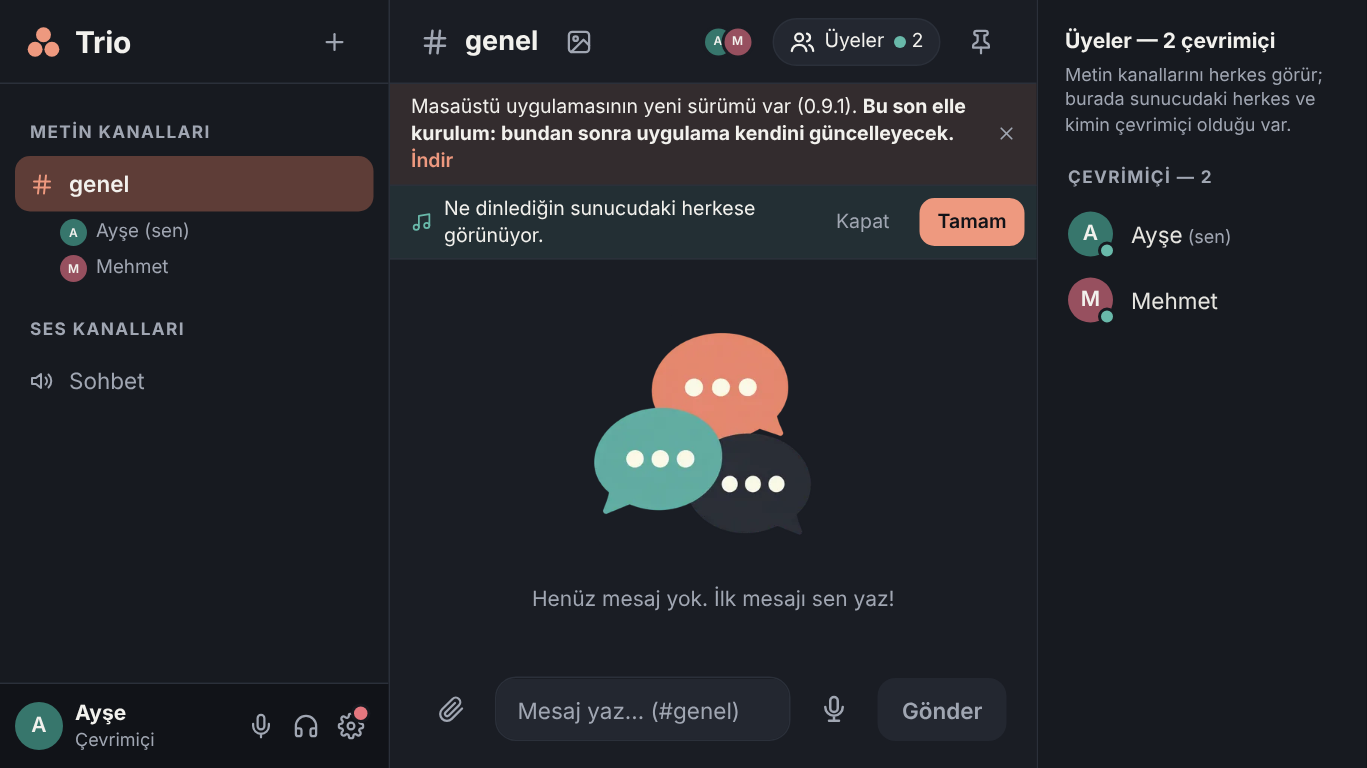 Trio
METİN KANALLARI
genel
A Ayşe (sen)
M Mehmet
SES KANALLARI
Sohbet
A
Ayşe
Çevrimiçi
# genel
A M
Üyeler 2
Masaüstü uygulamasının yeni sürümü var (0.9.1). Bu son elle
kurulum: bundan sonra uygulama kendini güncelleyecek.
İndir
Ne dinlediğin sunucudaki herkese
görünüyor.
Kapat
Tamam
Henüz mesaj yok. İlk mesajı sen yaz!
Mesaj yaz... (#genel)
Gönder
Üyeler — 2 çevrimiçi
Metin kanallarını herkes görür;
burada sunucudaki herkes ve
kimin çevrimiçi olduğu var.
ÇEVRİMİÇİ — 2
A Ayşe (sen)
M Mehmet